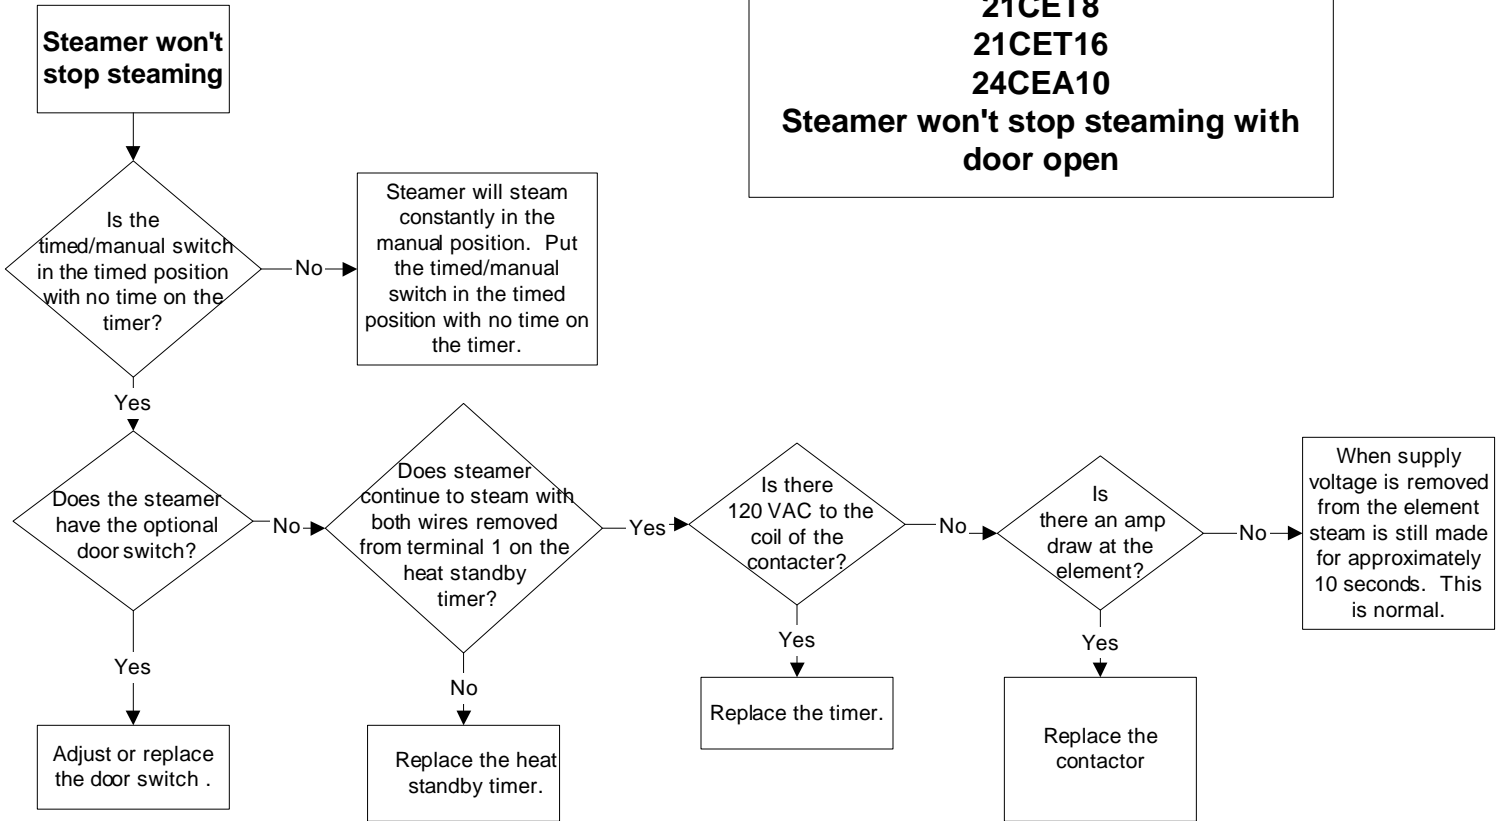 21CET8
21CET16
24CEA10
Steamer won't stop steaming with
door open
Steamer won't
stop steaming
Is the
timed/manual switch
in the timed position
with no time on the
timer?
No
Steamer will steam
constantly in the
manual position. Put
the timed/manual
switch in the timed
position with no time on
the timer.
Yes
Does the steamer
have the optional
door switch?
No
Does steamer
continue to steam with
both wires removed
from terminal 1 on the
heat standby
timer?
Yes
Is there
120 VAC to the
coil of the
contacter?
No
Is
there an amp
draw at the
element?
No
When supply
voltage is removed
from the element
steam is still made
for approximately
10 seconds. This
is normal.
Yes
Adjust or replace
the door switch .
No
Replace the heat
standby timer.
Yes
Replace the timer.
Yes
Replace the
contactor